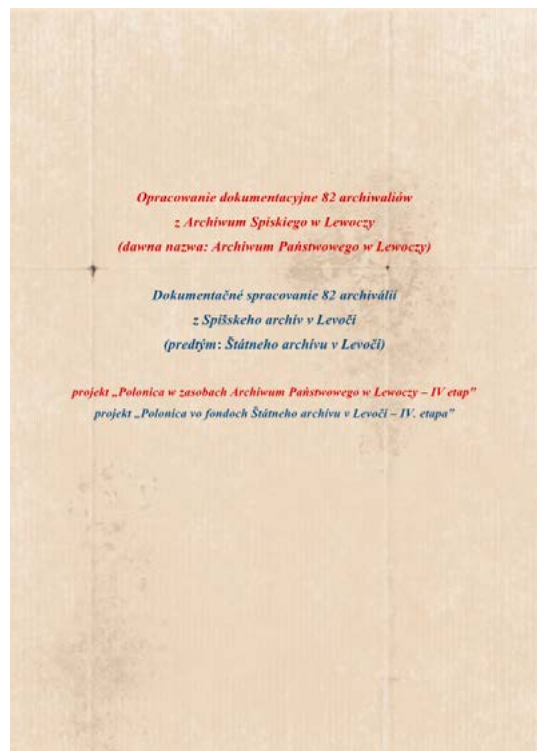 Opracowanie dokumentacyjne 82 archiwaliów
z Archiwum Spiskiego w Lewoczy
(dawna nazwa: Archiwum Państwowego w Lewoczy)
Dokumentačné spracovanie 82 archiválií
z Spišskeho archív v Levoči
(predtým: Štátneho archívu v Levoči)
projekt „Polonica w zasobach Archiwum Państwowego w Lewoczy – IV etap”
projekt „Polonica vo fondoch Štátneho archívu v Levoči – IV. etapa”